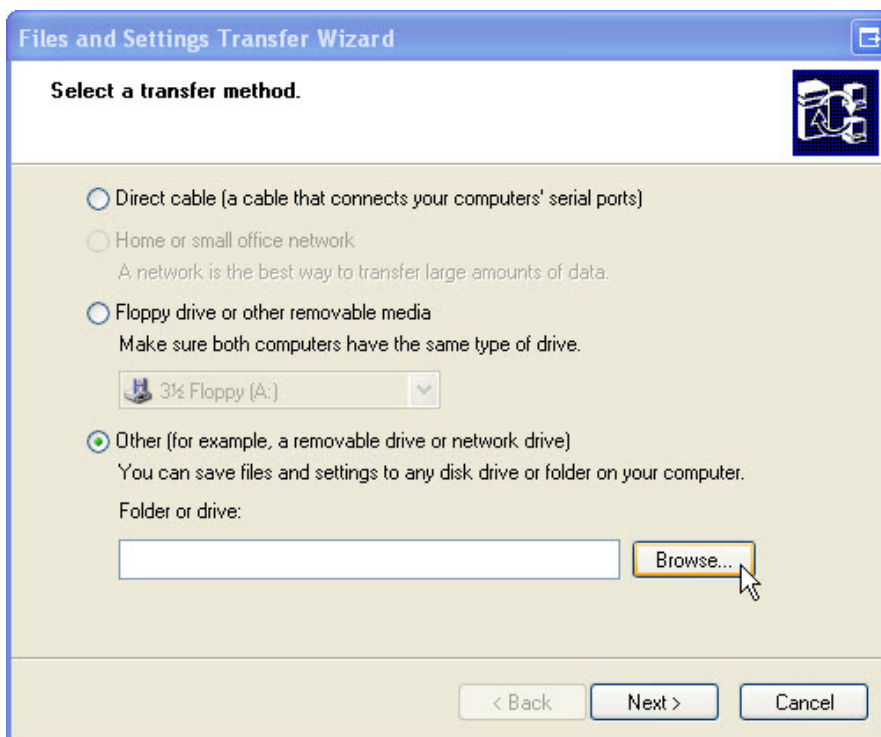 Files and Settings Transfer Wizard
Select a transfer method.
Direct cable (a cable that connects your computers' serial ports)
Home or small office network
A network is the best way to transfer large amounts of data.
Floppy drive or other removable media
Make sure both computers have the same type of drive.
3½ Floppy (A:)
Other (for example, a removable drive or network drive)
You can save files and settings to any disk drive or folder on your computer.
Folder or drive:
Browse...
< Back
Next >
Cancel